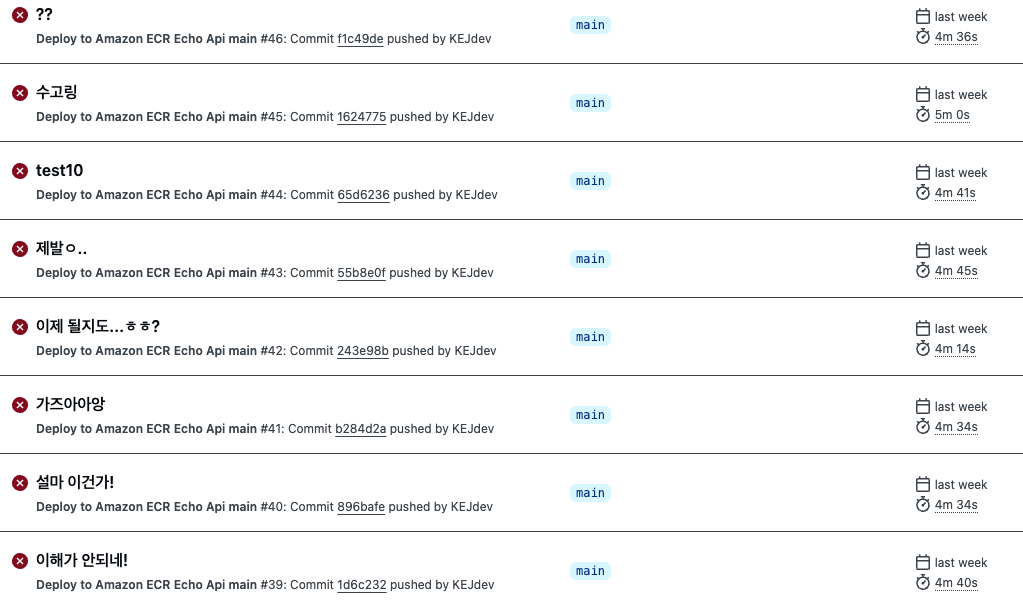 ??
main
last week
Deploy to Amazon ECR Echo Api main #46: Commit f1c49de pushed by KEJdev
4m 36s
수고링
main
last week
Deploy to Amazon ECR Echo Api main #45: Commit 1624775 pushed by KEJdev
5m 0s
test10
main
last week
Deploy to Amazon ECR Echo Api main #44: Commit 65d6236 pushed by KEJdev
4m 41s
제발ㅇ..
main
last week
Deploy to Amazon ECR Echo Api main #43: Commit 55b8e0f pushed by KEJdev
4m 45s
이제 될지도...ㅎㅎ?
main
last week
Deploy to Amazon ECR Echo Api main #42: Commit 243e98b pushed by KEJdev
4m 14s
가즈아아앙
main
last week
Deploy to Amazon ECR Echo Api main #41: Commit b284d2a pushed by KEJdev
4m 34s
설마 이건가!
main
last week
Deploy to Amazon ECR Echo Api main #40: Commit 896bafe pushed by KEJdev
4m 34s
이해가 안되네!
main
last week
Deploy to Amazon ECR Echo Api main #39: Commit 1d6c232 pushed by KEJdev
4m 40s